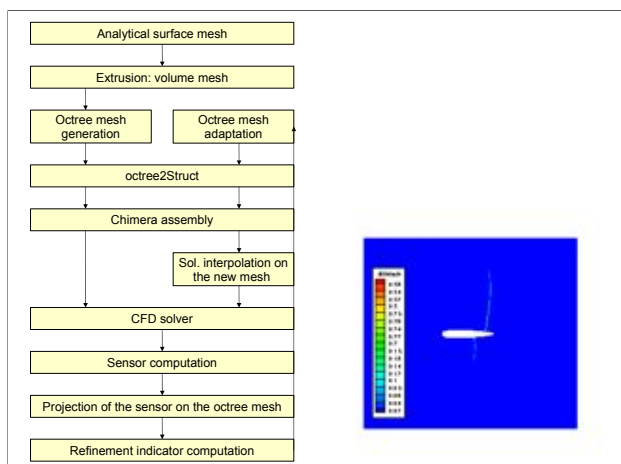 Analytical surface mesh
Extrusion: volume mesh
Octree mesh
generation
Octree mesh
adaptation
octree2Struct
Chimera assembly
Sol. interpolation on
the new mesh
CFD solver
Sensor computation
Projection of the sensor on the octree mesh
Refinement indicator computation